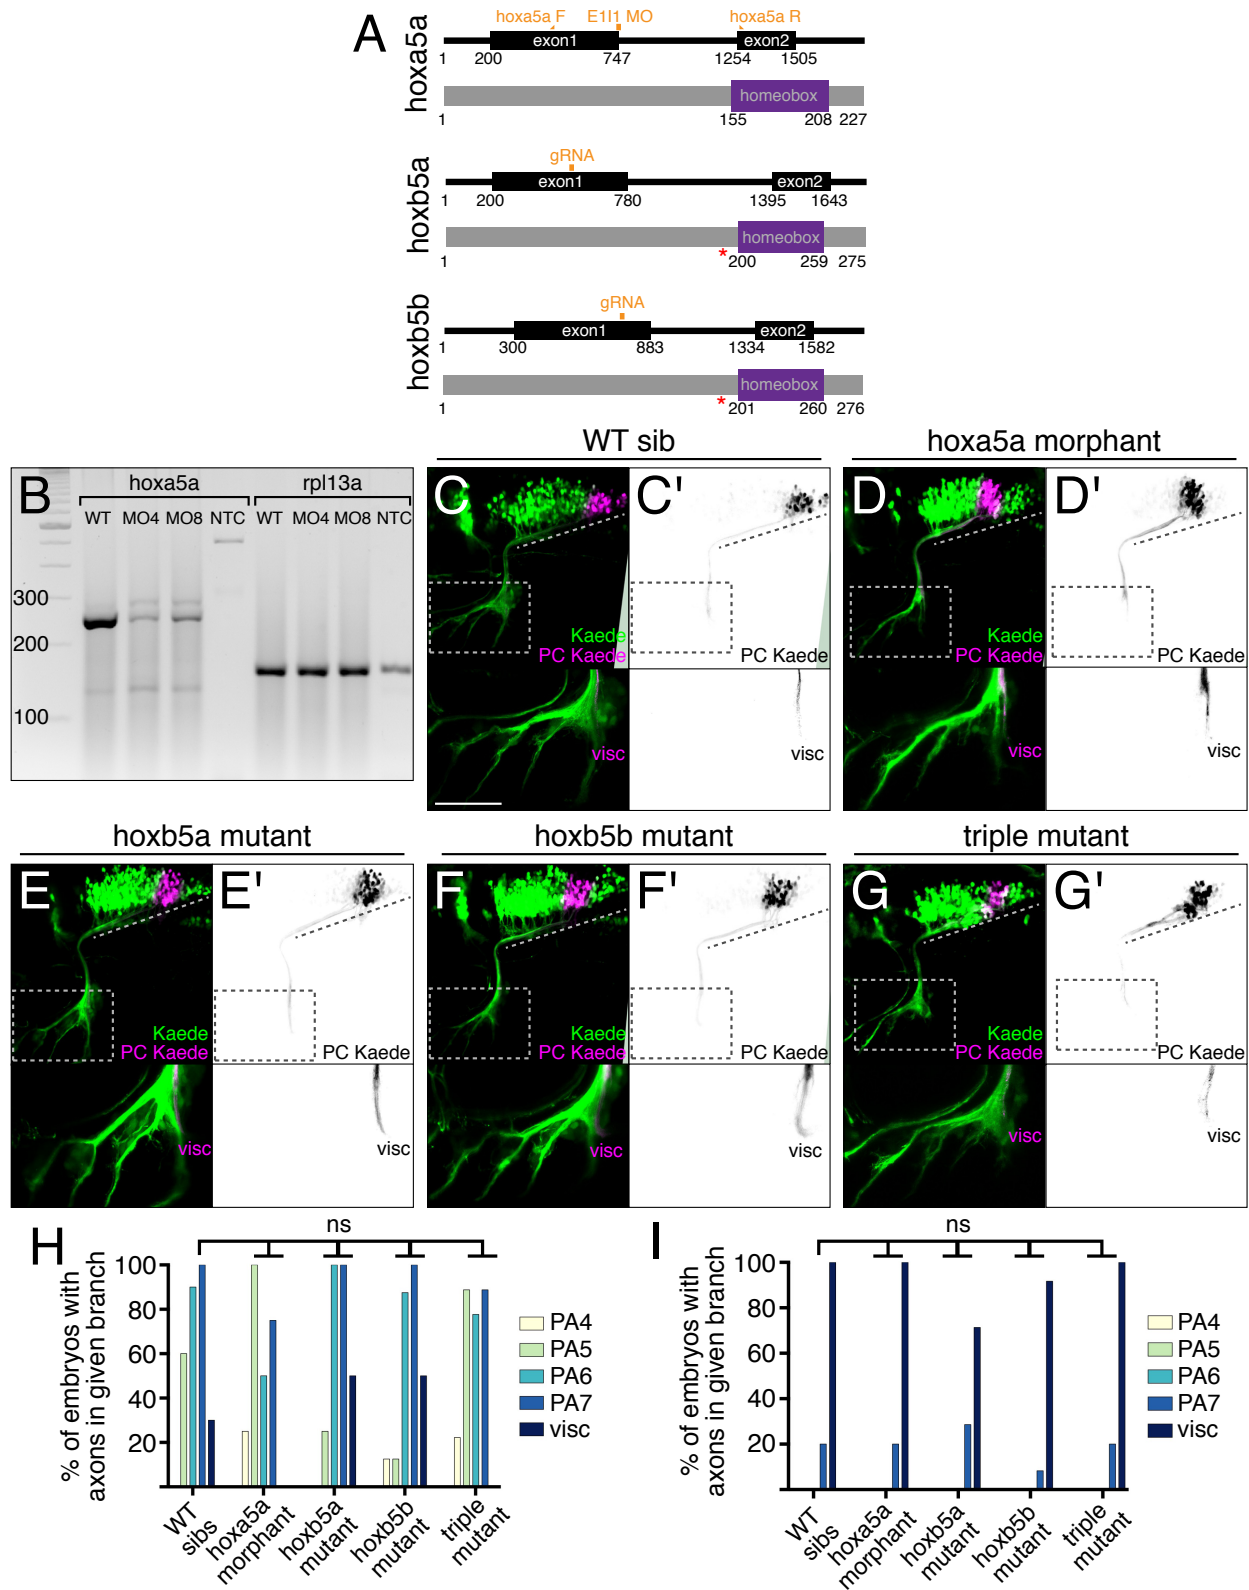 A
hoxa5a
hoxa5a F E1I1 MO hoxa5a R
exon1 exon2
1 200 747 1254 1505
homeobox
1 155 208 227
hoxb5a
gRNA
exon1 exon2
1 200 780 1395 1643
homeobox
* 
1 200 259 275
hoxb5b
gRNA
exon1 exon2
1 300 883 1334 1582
homeobox
*
1 201 260 276
B
hoxa5a rpl13a
WT MO4 MO8 NTC WT MO4 MO8 NTC
300
200
100
WT sib
C C'
Kaede
PC Kaede PC Kaede
visc visc
hoxa5a morphant
D D'
Kaede
PC Kaede PC Kaede
visc visc
hoxb5a mutant
E E'
Kaede
PC Kaede PC Kaede
visc visc
hoxb5b mutant
F F'
Kaede
PC Kaede PC Kaede
visc visc
triple mutant
G G'
Kaede
PC Kaede PC Kaede
visc visc
H
ns
% of embryos with
axons in given branch
100
80
60
40
20
WT
sibs
hoxa5a
morphant
hoxb5a
mutant
hoxb5b
mutant
triple
mutant
PA4
PA5
PA6
PA7
visc
I
ns
% of embryos with
axons in given branch
100
80
60
40
20
WT
sibs
hoxa5a
morphant
hoxb5a
mutant
hoxb5b
mutant
triple
mutant
PA4
PA5
PA6
PA7
visc